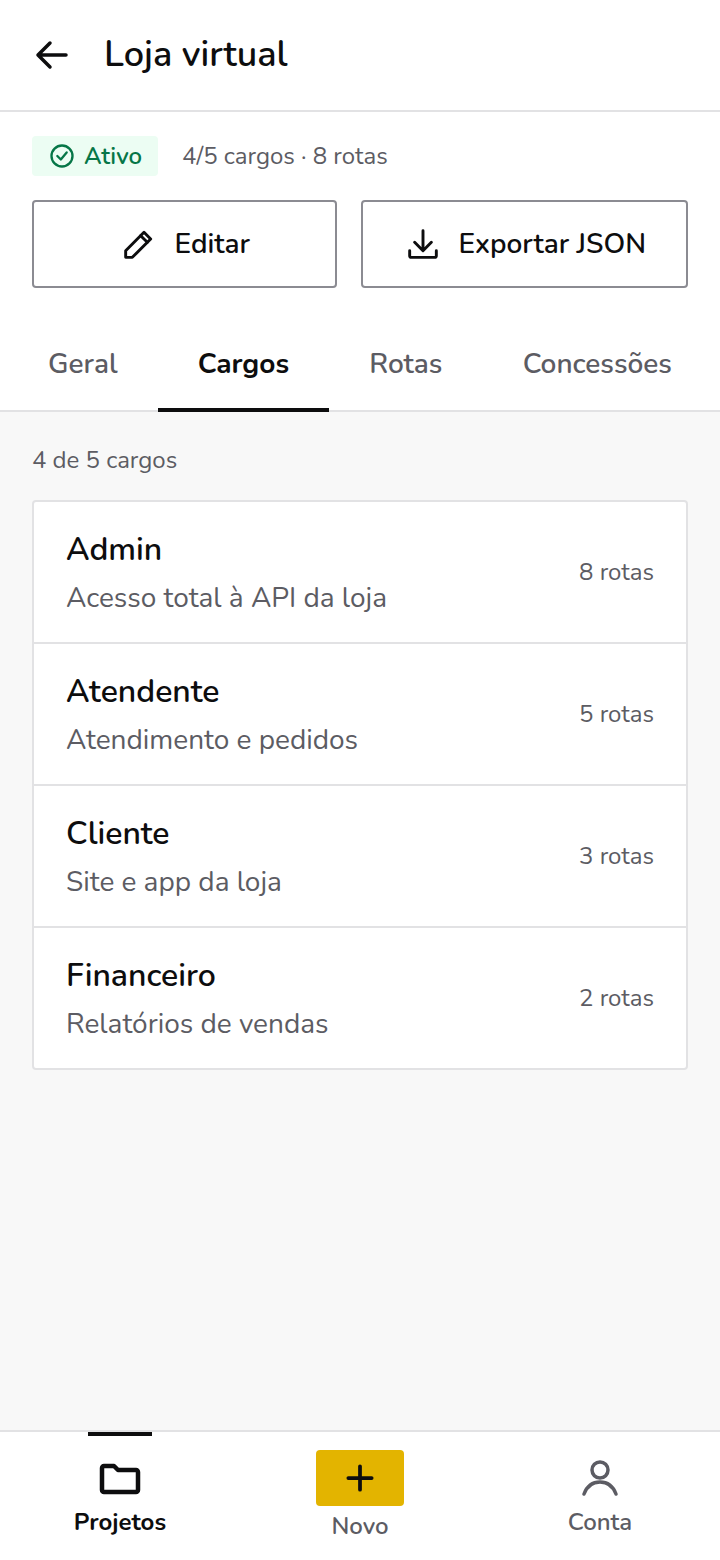 Loja virtual
Ativo
4/5 cargos · 8 rotas
Editar
Exportar JSON
Geral
Cargos
Rotas
Concessões
4 de 5 cargos
Admin
Acesso total à API da loja
8 rotas
Atendente
Atendimento e pedidos
5 rotas
Cliente
Site e app da loja
3 rotas
Financeiro
Relatórios de vendas
2 rotas
Projetos
Novo
Conta